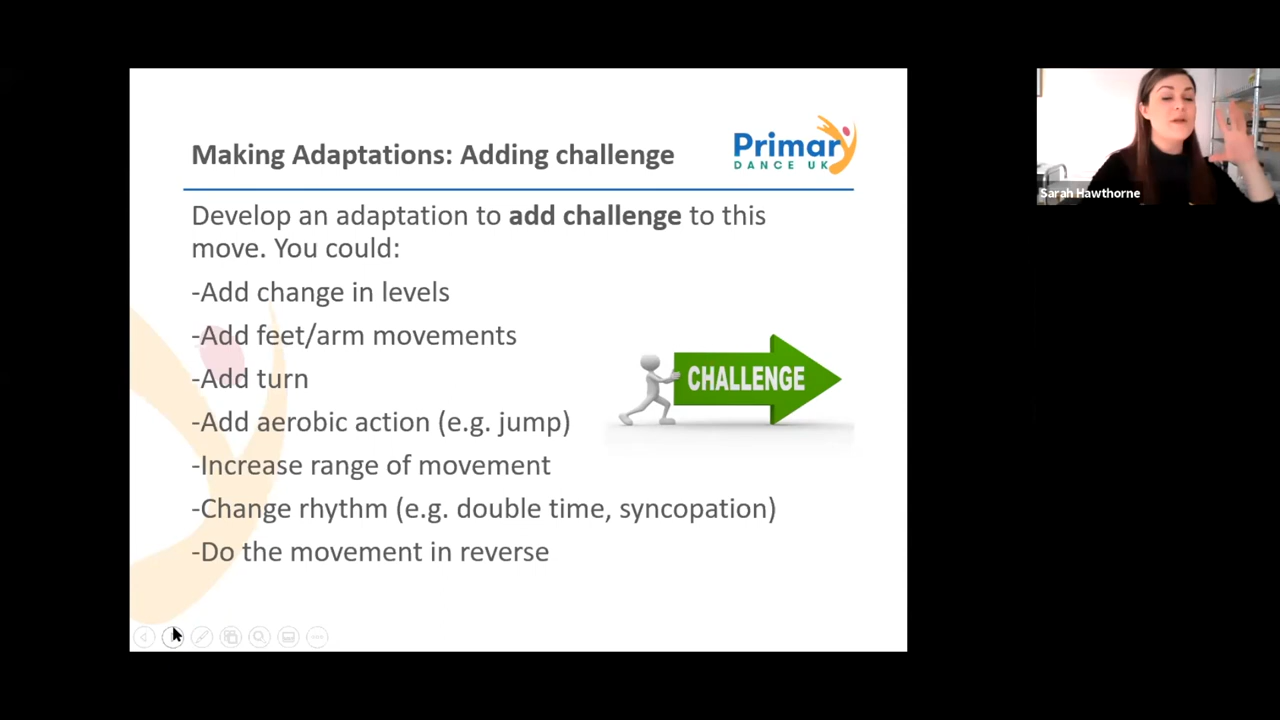 Making Adaptations: Adding challenge
Primary
DANCE UK
Develop an adaptation to add challenge to this
move. You could:
-Add change in levels
-Add feet/arm movements
-Add turn
-Add aerobic action (e.g. jump)
-Increase range of movement
-Change rhythm (e.g. double time, syncopation)
-Do the movement in reverse
CHALLENGE
Sarah Hawthorne